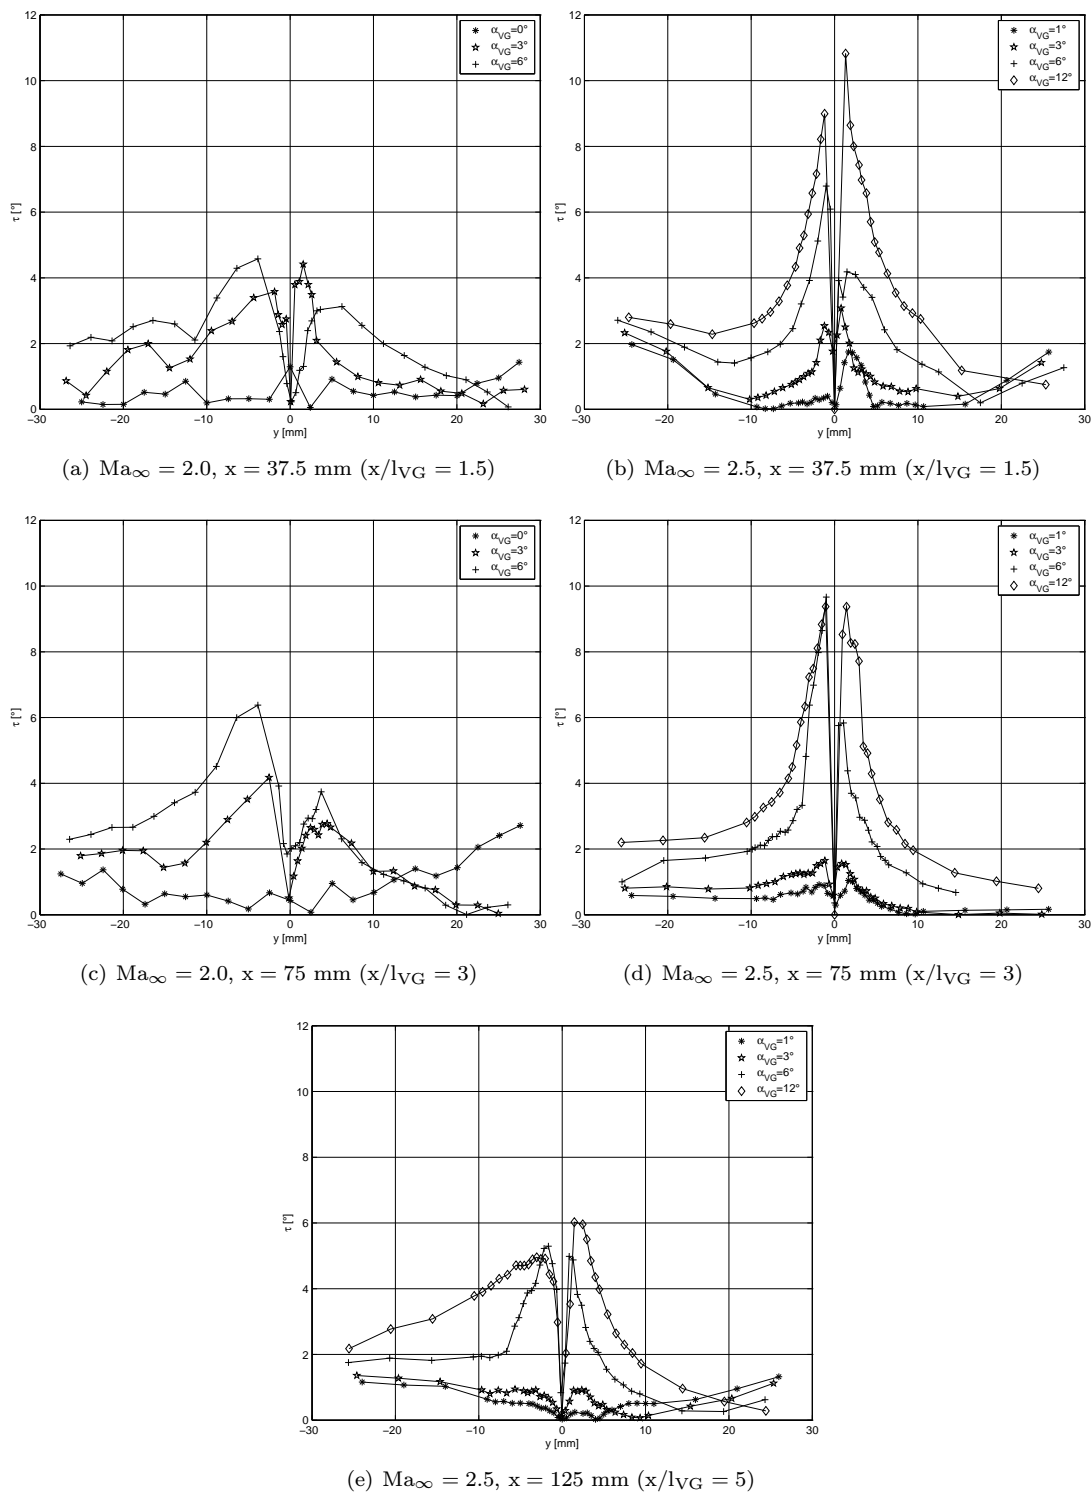 12
10
8
6
4
2
0
−30
−20
−10
0
10
20
30
τ [°]
y [mm]
α_VG=0°
α_VG=3°
α_VG=6°
(a) Ma∞ = 2.0, x = 37.5 mm (x/l_VG = 1.5)
12
10
8
6
4
2
0
−30
−20
−10
0
10
20
30
τ [°]
y [mm]
α_VG=1°
α_VG=3°
α_VG=6°
α_VG=12°
(b) Ma∞ = 2.5, x = 37.5 mm (x/l_VG = 1.5)
12
10
8
6
4
2
0
−30
−20
−10
0
10
20
30
τ [°]
y [mm]
α_VG=0°
α_VG=3°
α_VG=6°
(c) Ma∞ = 2.0, x = 75 mm (x/l_VG = 3)
12
10
8
6
4
2
0
−30
−20
−10
0
10
20
30
τ [°]
y [mm]
α_VG=1°
α_VG=3°
α_VG=6°
α_VG=12°
(d) Ma∞ = 2.5, x = 75 mm (x/l_VG = 3)
12
10
8
6
4
2
0
−30
−20
−10
0
10
20
30
τ [°]
y [mm]
α_VG=1°
α_VG=3°
α_VG=6°
α_VG=12°
(e) Ma∞ = 2.5, x = 125 mm (x/l_VG = 5)